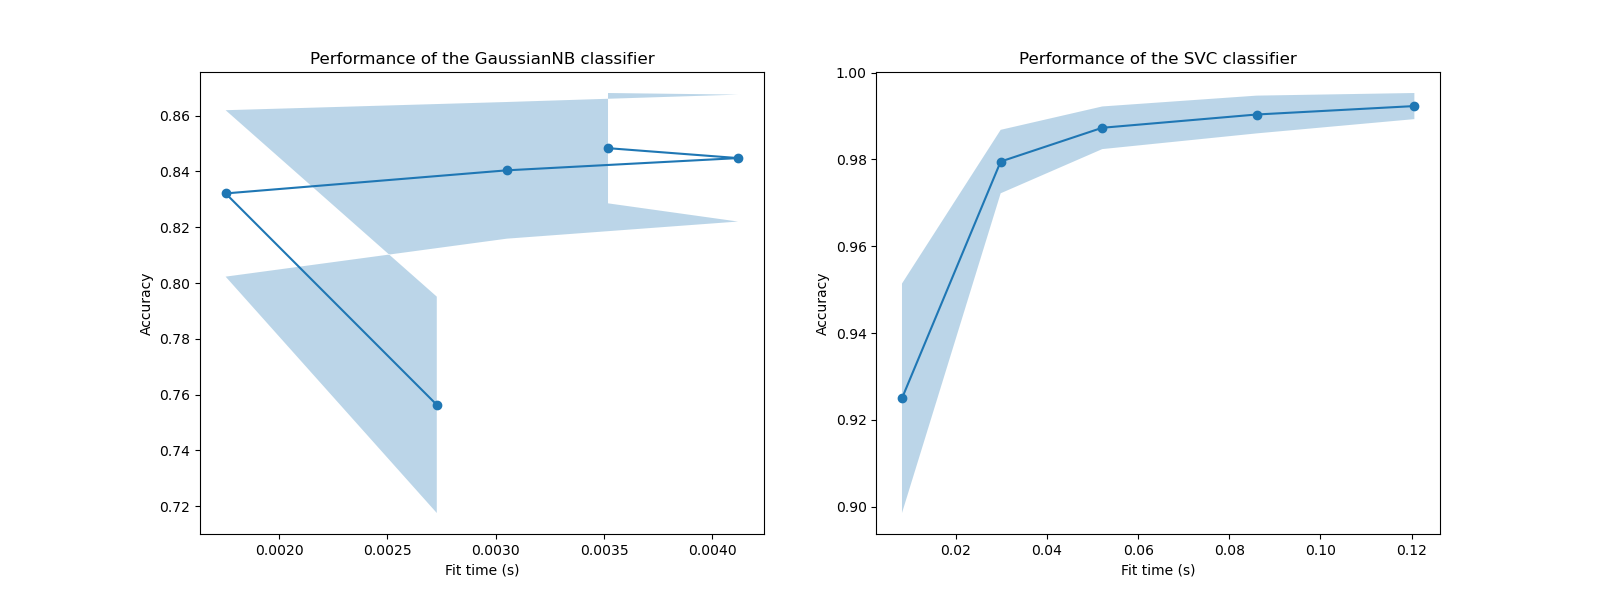 Performance of the GaussianNB classifier
0.86
0.84
0.82
0.80
0.78
0.76
0.74
0.72
Accuracy
0.0020 0.0025 0.0030 0.0035 0.0040
Fit time (s)
Performance of the SVC classifier
1.00
0.98
0.96
0.94
0.92
0.90
Accuracy
0.02 0.04 0.06 0.08 0.10 0.12
Fit time (s)